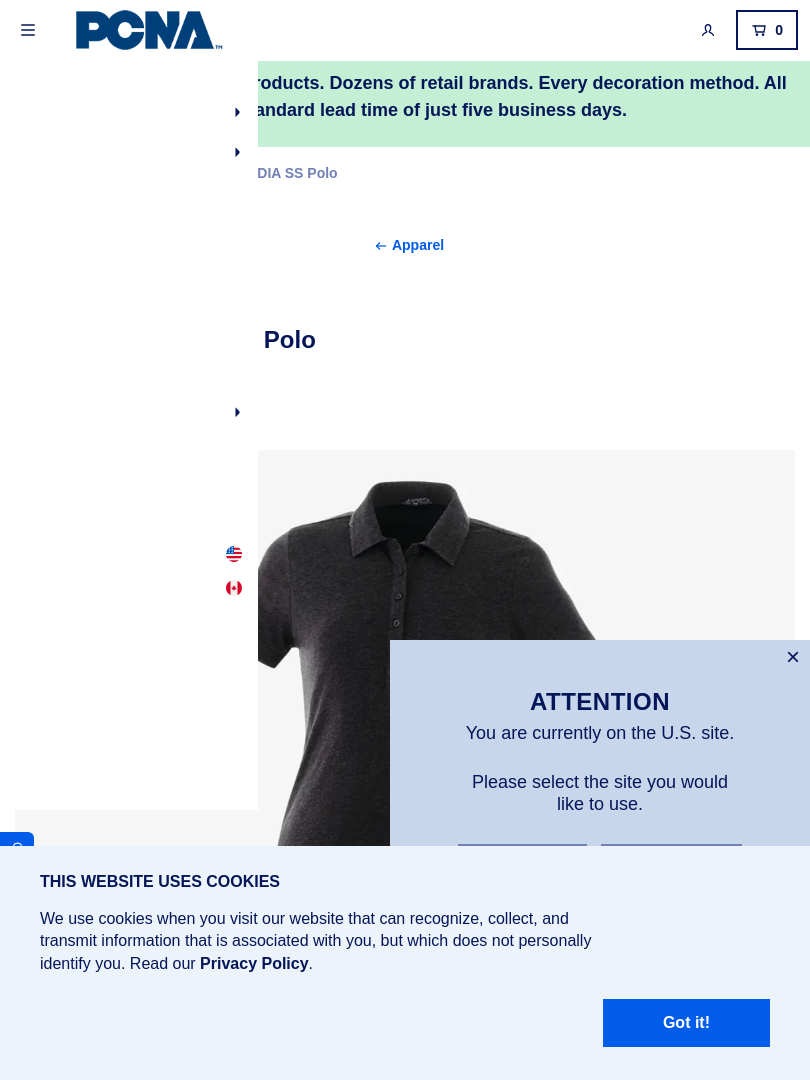 PCNA™
0
roducts. Dozens of retail brands. Every decoration method. All
andard lead time of just five business days.
DIA SS Polo
← Apparel
Polo
×
ATTENTION
You are currently on the U.S. site.
Please select the site you would
like to use.
THIS WEBSITE USES COOKIES
We use cookies when you visit our website that can recognize, collect, and
transmit information that is associated with you, but which does not personally
identify you. Read our Privacy Policy.
Got it!